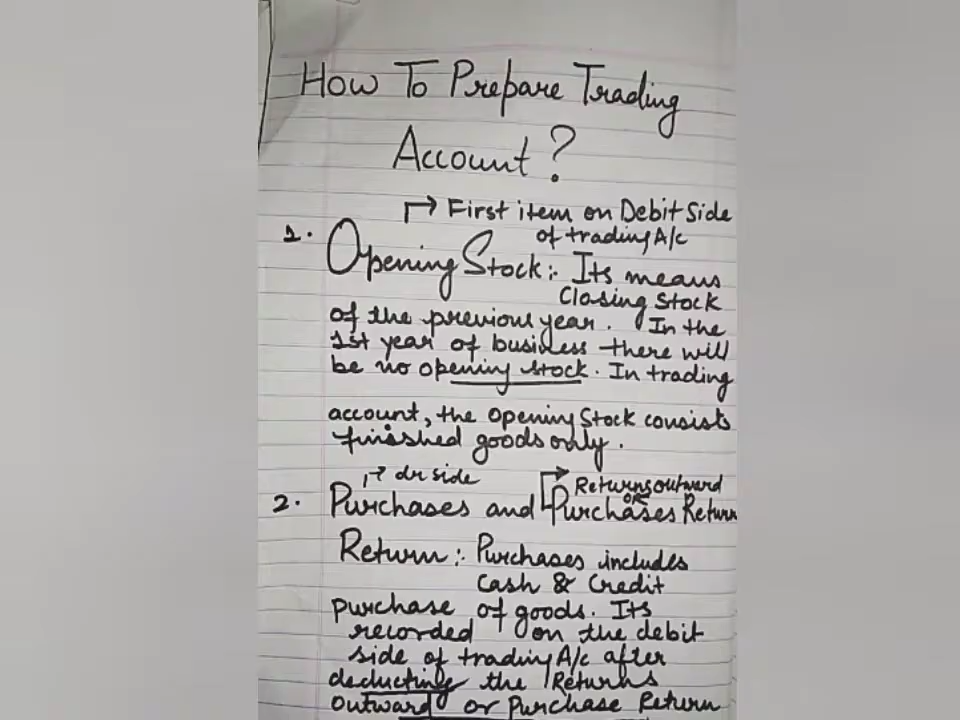 How To Prepare Trading
Account?
→ First item on Debit Side
of trading A/c
1. Opening Stock:- Its means
Closing Stock
of the previous year. In the
1st year of business there will
be no opening stock. In trading
account, the opening Stock consists
finished goods only.
→ dr side
→ Returns outward
or
2. Purchases and Purchases Return
Return:- Purchases includes
Cash & Credit
purchase of goods. Its
recorded on the debit
side of trading A/c after
deducting the Returns
outward or Purchase Return